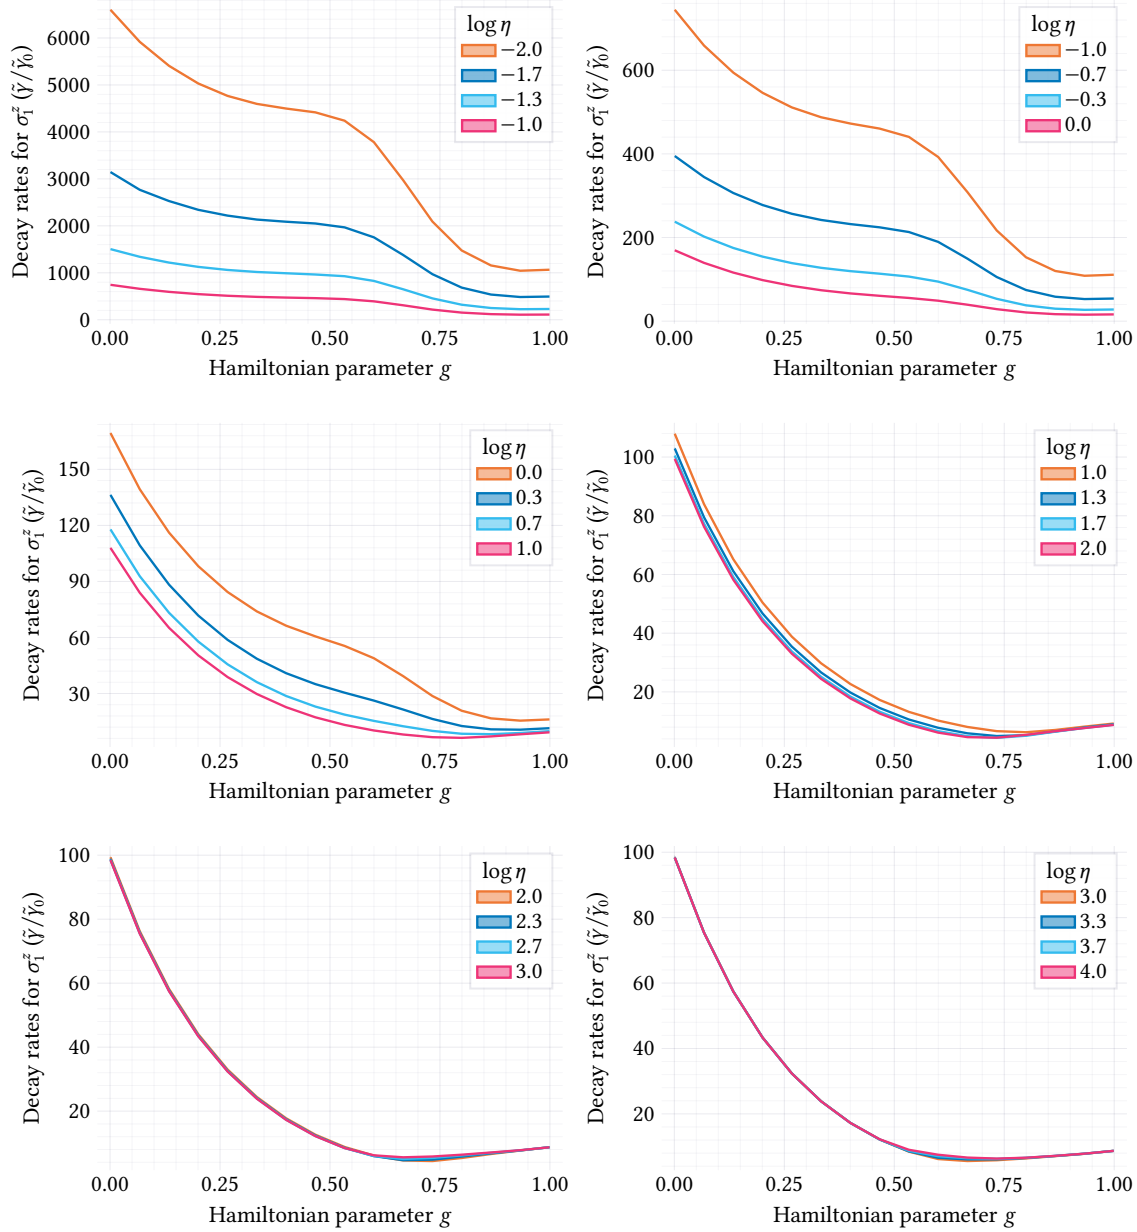 Decay rates for σ₁ᶻ (γ̃/γ̃₀)
6000
5000
4000
3000
2000
1000
0
log η
−2.0
−1.7
−1.3
−1.0
0.00 0.25 0.50 0.75 1.00
Hamiltonian parameter g
Decay rates for σ₁ᶻ (γ̃/γ̃₀)
600
400
200
0
log η
−1.0
−0.7
−0.3
0.0
0.00 0.25 0.50 0.75 1.00
Hamiltonian parameter g
Decay rates for σ₁ᶻ (γ̃/γ̃₀)
150
120
90
60
30
log η
0.0
0.3
0.7
1.0
0.00 0.25 0.50 0.75 1.00
Hamiltonian parameter g
Decay rates for σ₁ᶻ (γ̃/γ̃₀)
100
80
60
40
20
log η
1.0
1.3
1.7
2.0
0.00 0.25 0.50 0.75 1.00
Hamiltonian parameter g
Decay rates for σ₁ᶻ (γ̃/γ̃₀)
100
80
60
40
20
log η
2.0
2.3
2.7
3.0
0.00 0.25 0.50 0.75 1.00
Hamiltonian parameter g
Decay rates for σ₁ᶻ (γ̃/γ̃₀)
100
80
60
40
20
log η
3.0
3.3
3.7
4.0
0.00 0.25 0.50 0.75 1.00
Hamiltonian parameter g